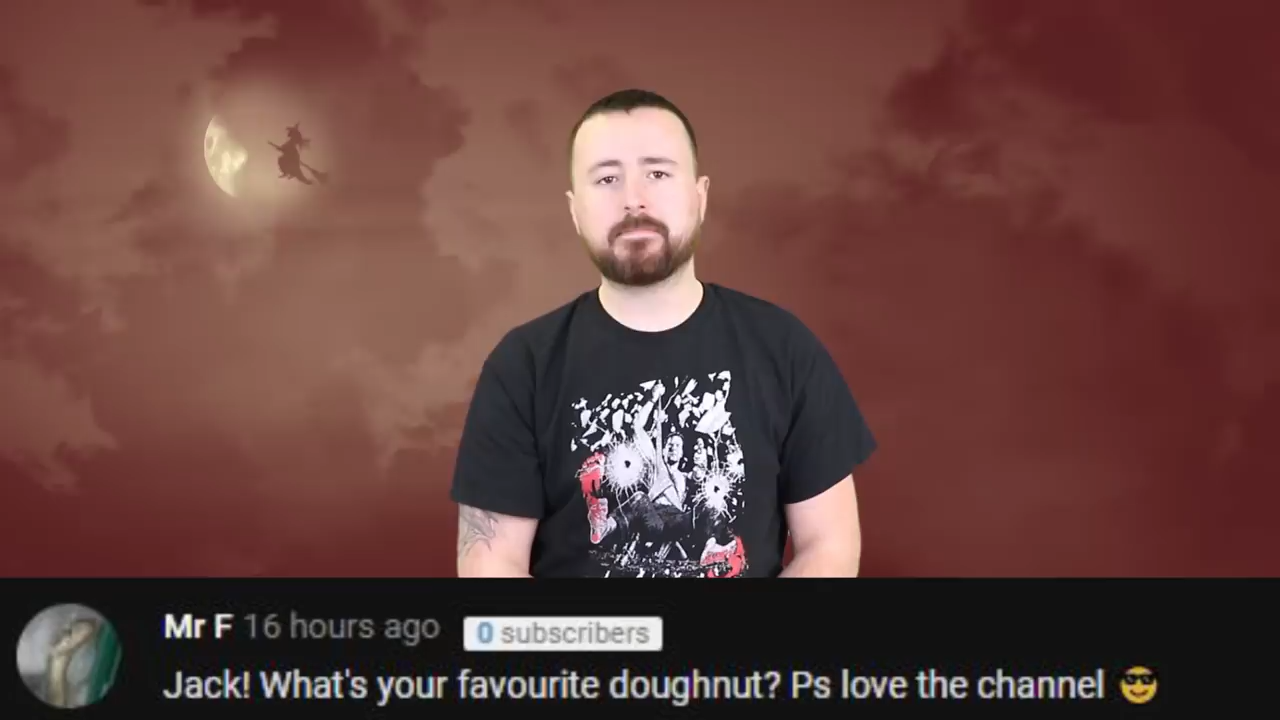 Mr F 16 hours ago 0 subscribers
Jack! What's your favourite doughnut? Ps love the channel 😎